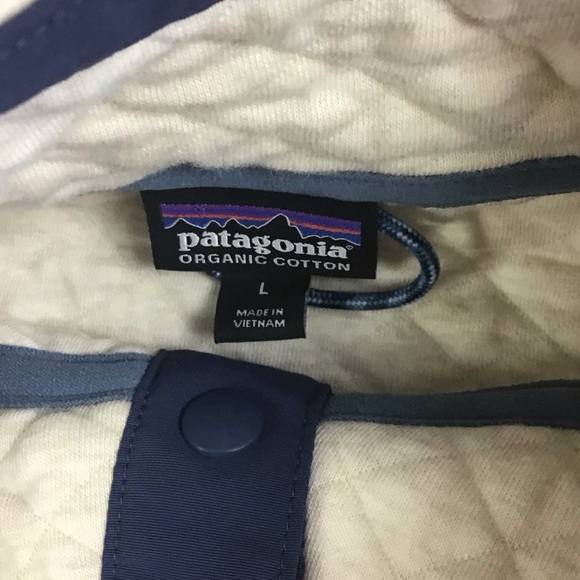 patagonia®
ORGANIC COTTON
L
MADE IN
VIETNAM